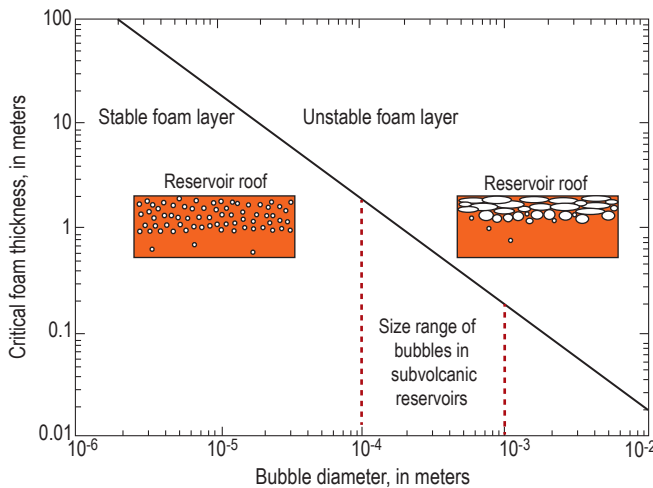 Critical foam thickness, in meters
100
10
1
0.1
0.01
Stable foam layer
Unstable foam layer
Reservoir roof
Reservoir roof
Size range of
bubbles in
subvolcanic
reservoirs
10-6
10-5
10-4
10-3
10-2
Bubble diameter, in meters